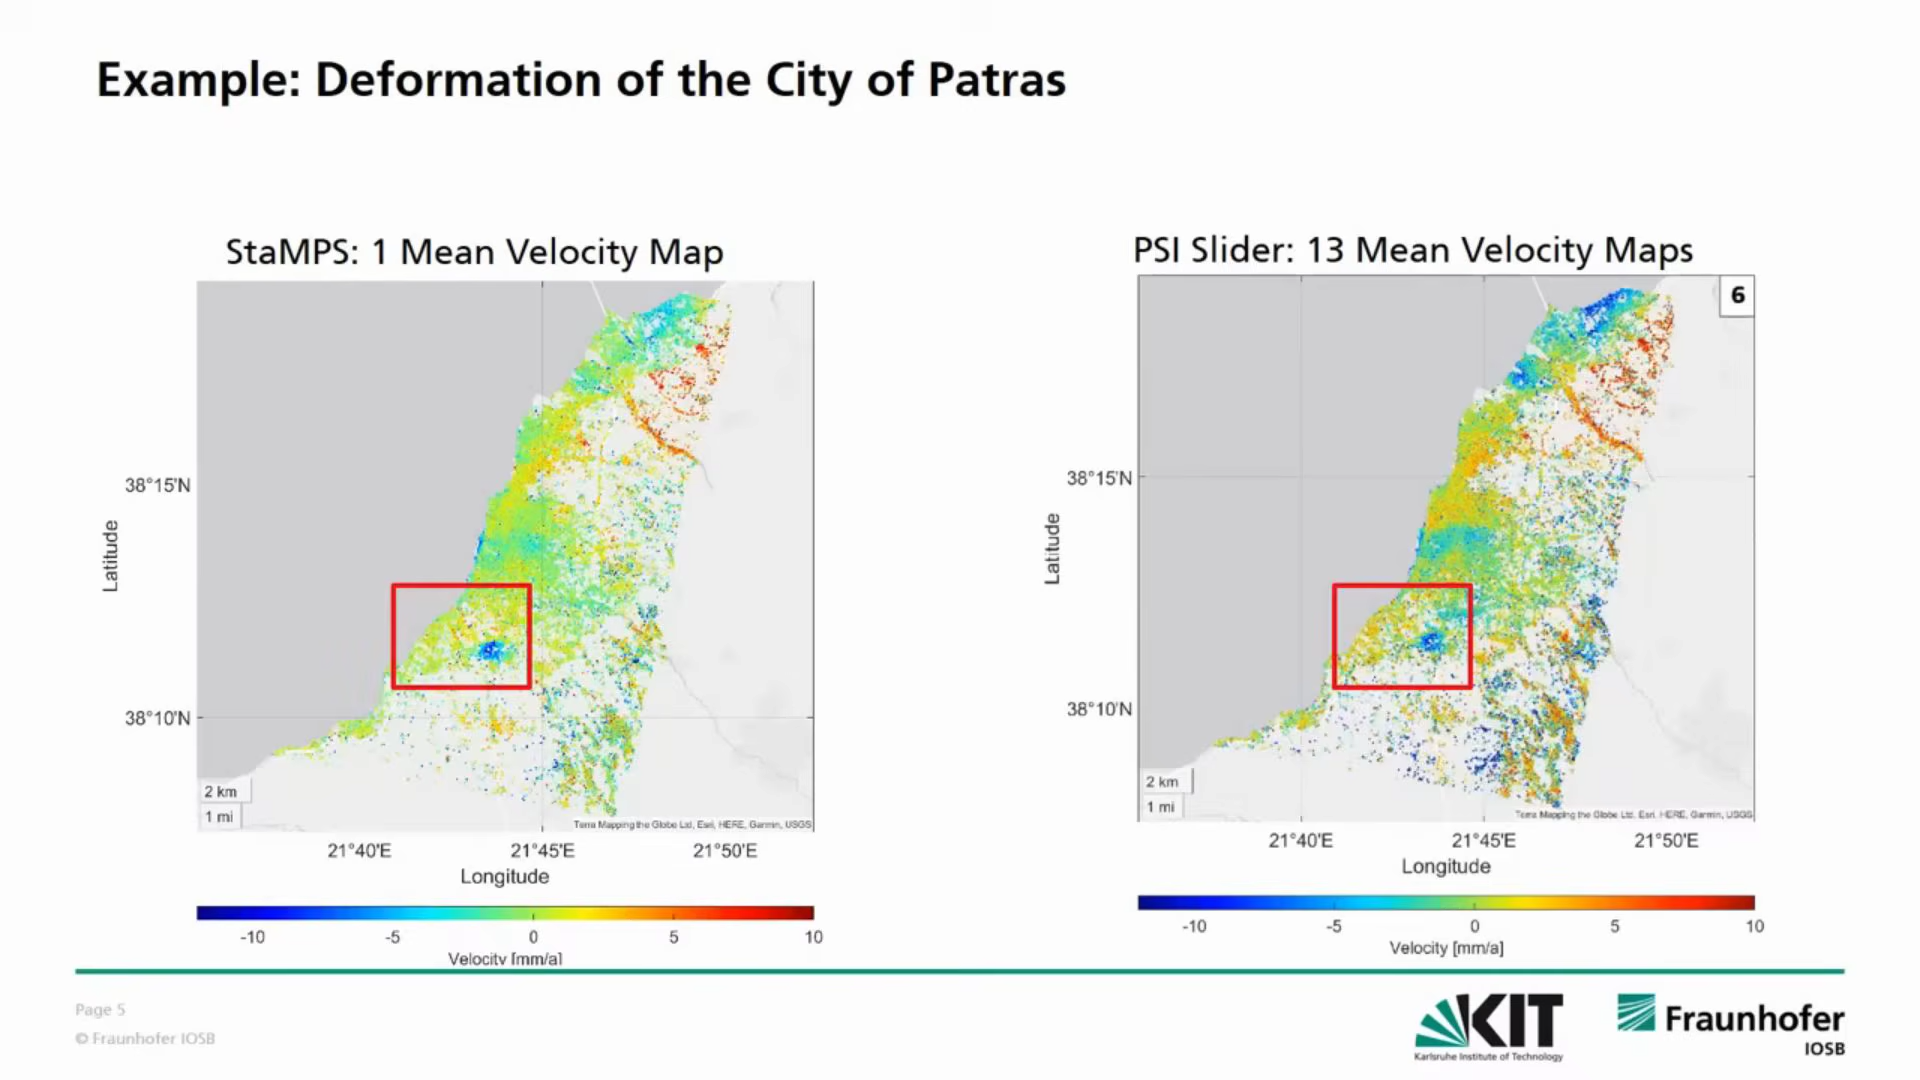 Example: Deformation of the City of Patras
StaMPS: 1 Mean Velocity Map
38°15'N
38°10'N
Latitude
2 km
1 mi
Terra Mapping the Globe Ltd, Esri, HERE, Garmin, USGS
21°40'E 21°45'E 21°50'E
Longitude
-10 -5 0 5 10
Velocity [mm/a]
PSI Slider: 13 Mean Velocity Maps
6
38°15'N
38°10'N
Latitude
2 km
1 mi
Terra Mapping the Globe Ltd, Esri, HERE, Garmin, USGS
21°40'E 21°45'E 21°50'E
Longitude
-10 -5 0 5 10
Velocity [mm/a]
Page 5
© Fraunhofer IOSB
KIT
Karlsruhe Institute of Technology
Fraunhofer
IOSB